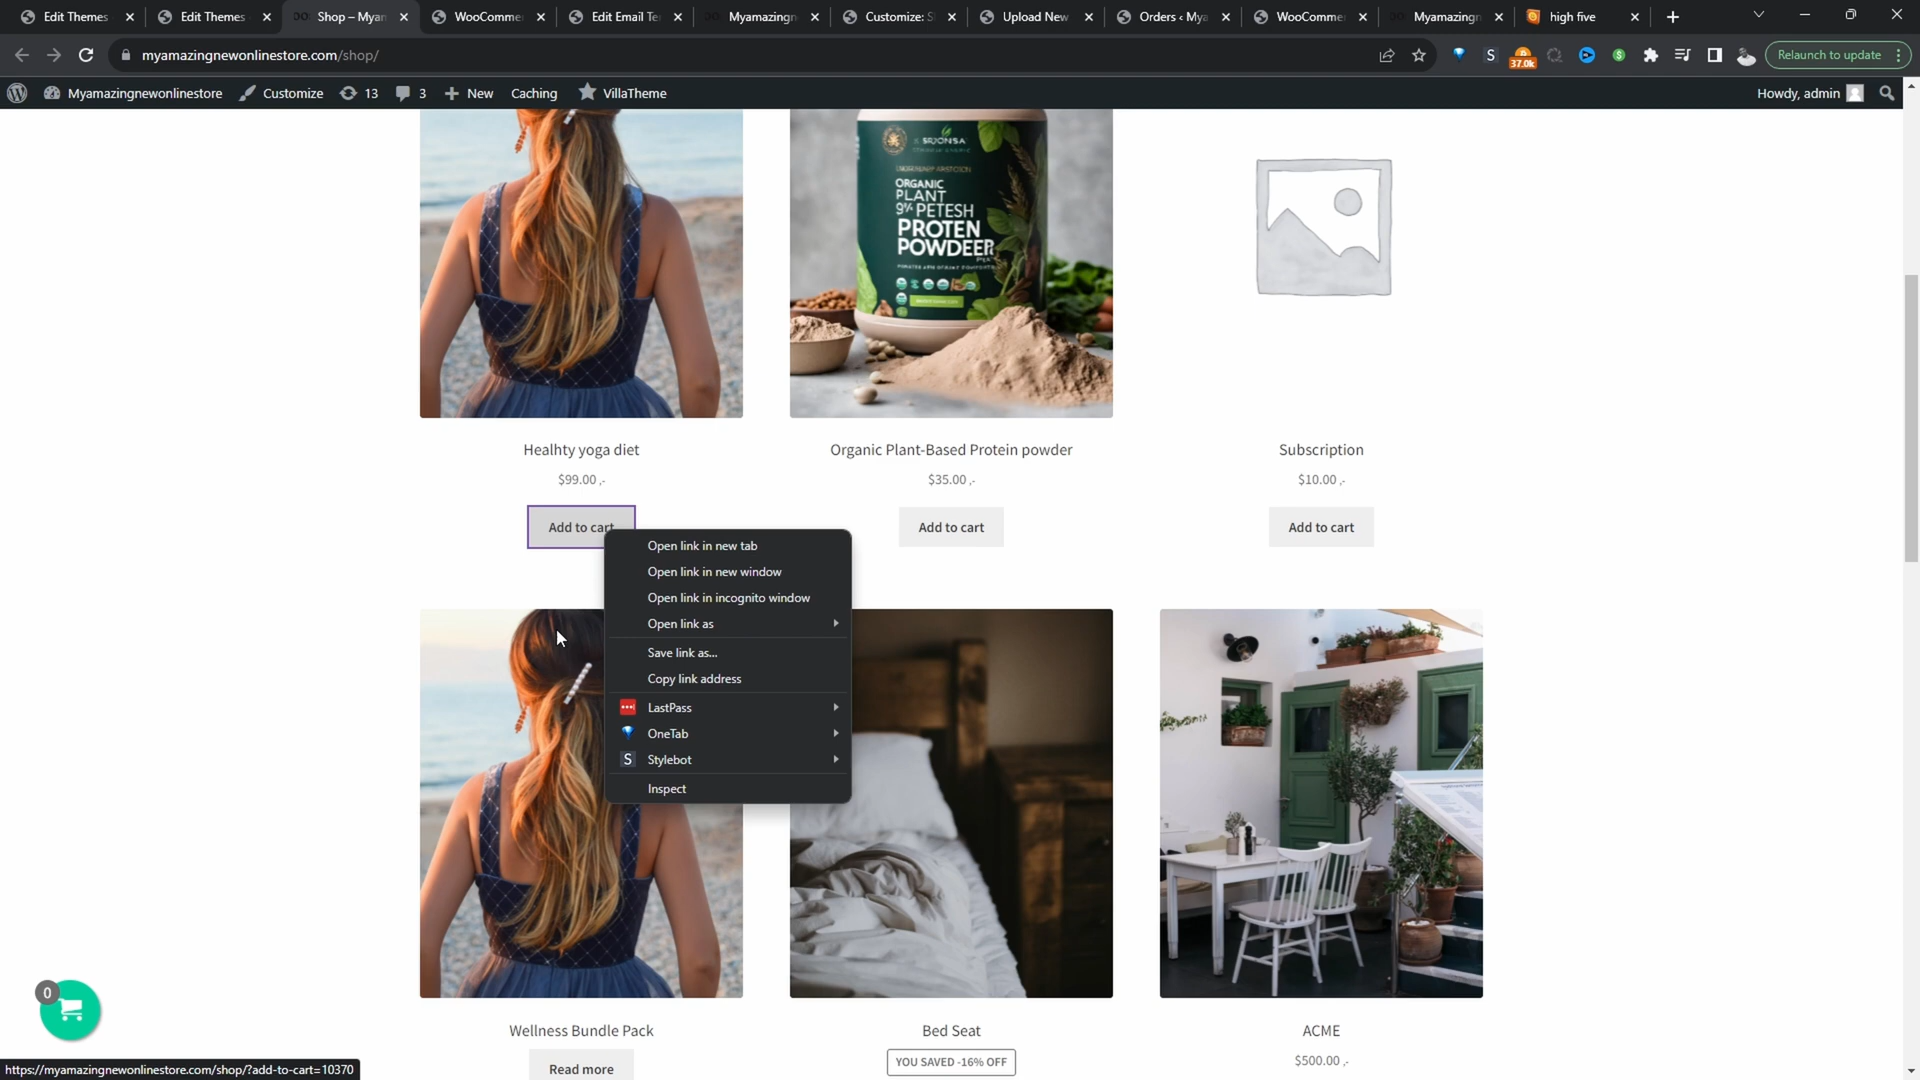 Edit Themes
Edit Themes
Shop – Myam
WooComme
Edit Email Te
Myamazingn
Customize: S
Upload New
Orders ‹ Mya
WooComme
Myamazingn
high five
myamazingnewonlinestore.com/shop/
S
37.0k
Relaunch to update
Myamazingnewonlinestore
Customize
13
3
New
Caching
VillaTheme
Howdy, admin
ORGANIC
PLANT
PETESH
PROTEN
POWDEER
Healhty yoga diet
Organic Plant-Based Protein powder
Subscription
$99.00 ,-
$35.00 ,-
$10.00 ,-
Add to cart
Add to cart
Add to cart
Open link in new tab
Open link in new window
Open link in incognito window
Open link as
Save link as...
Copy link address
LastPass
OneTab
S Stylebot
Inspect
0
Wellness Bundle Pack
Bed Seat
ACME
Read more
YOU SAVED -16% OFF
$500.00 ,-
https://myamazingnewonlinestore.com/shop/?add-to-cart=10370